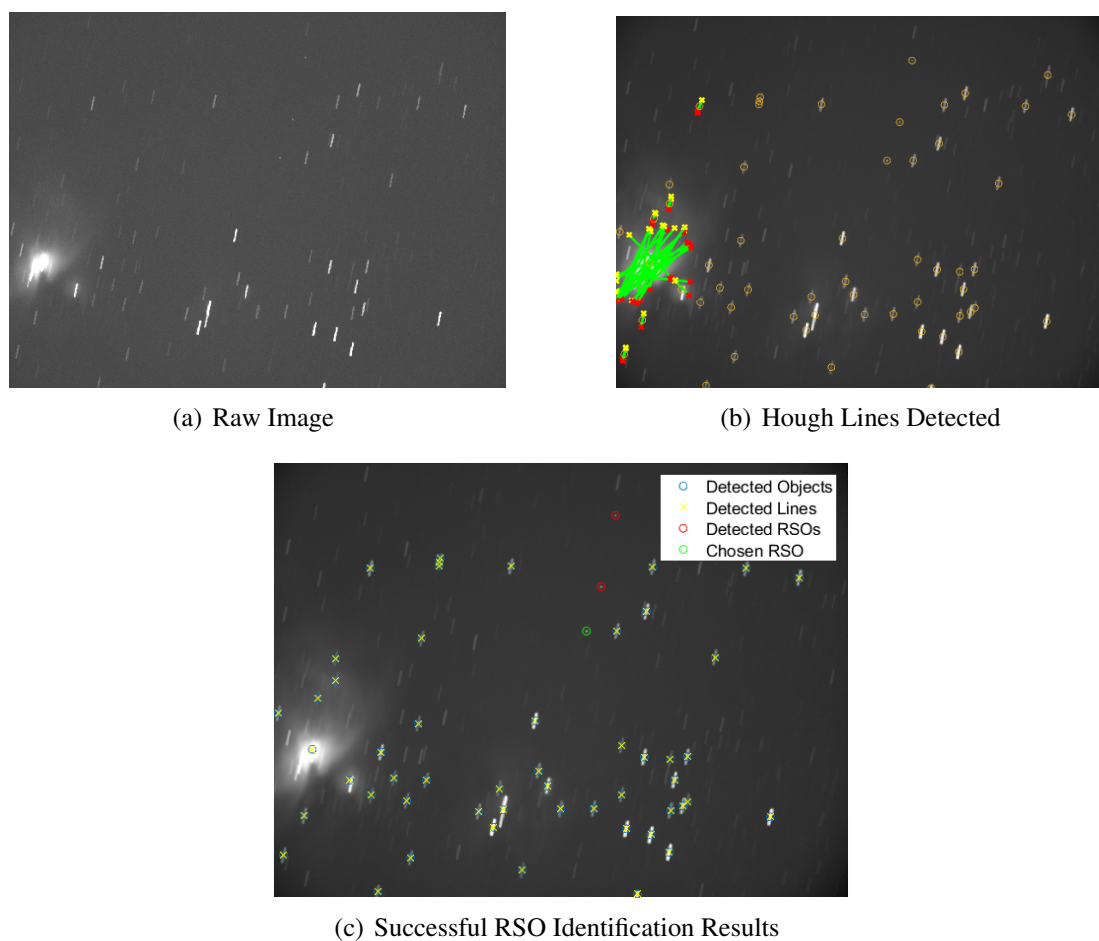 (a) Raw Image
(b) Hough Lines Detected
Detected Objects
Detected Lines
Detected RSOs
Chosen RSO
(c) Successful RSO Identification Results